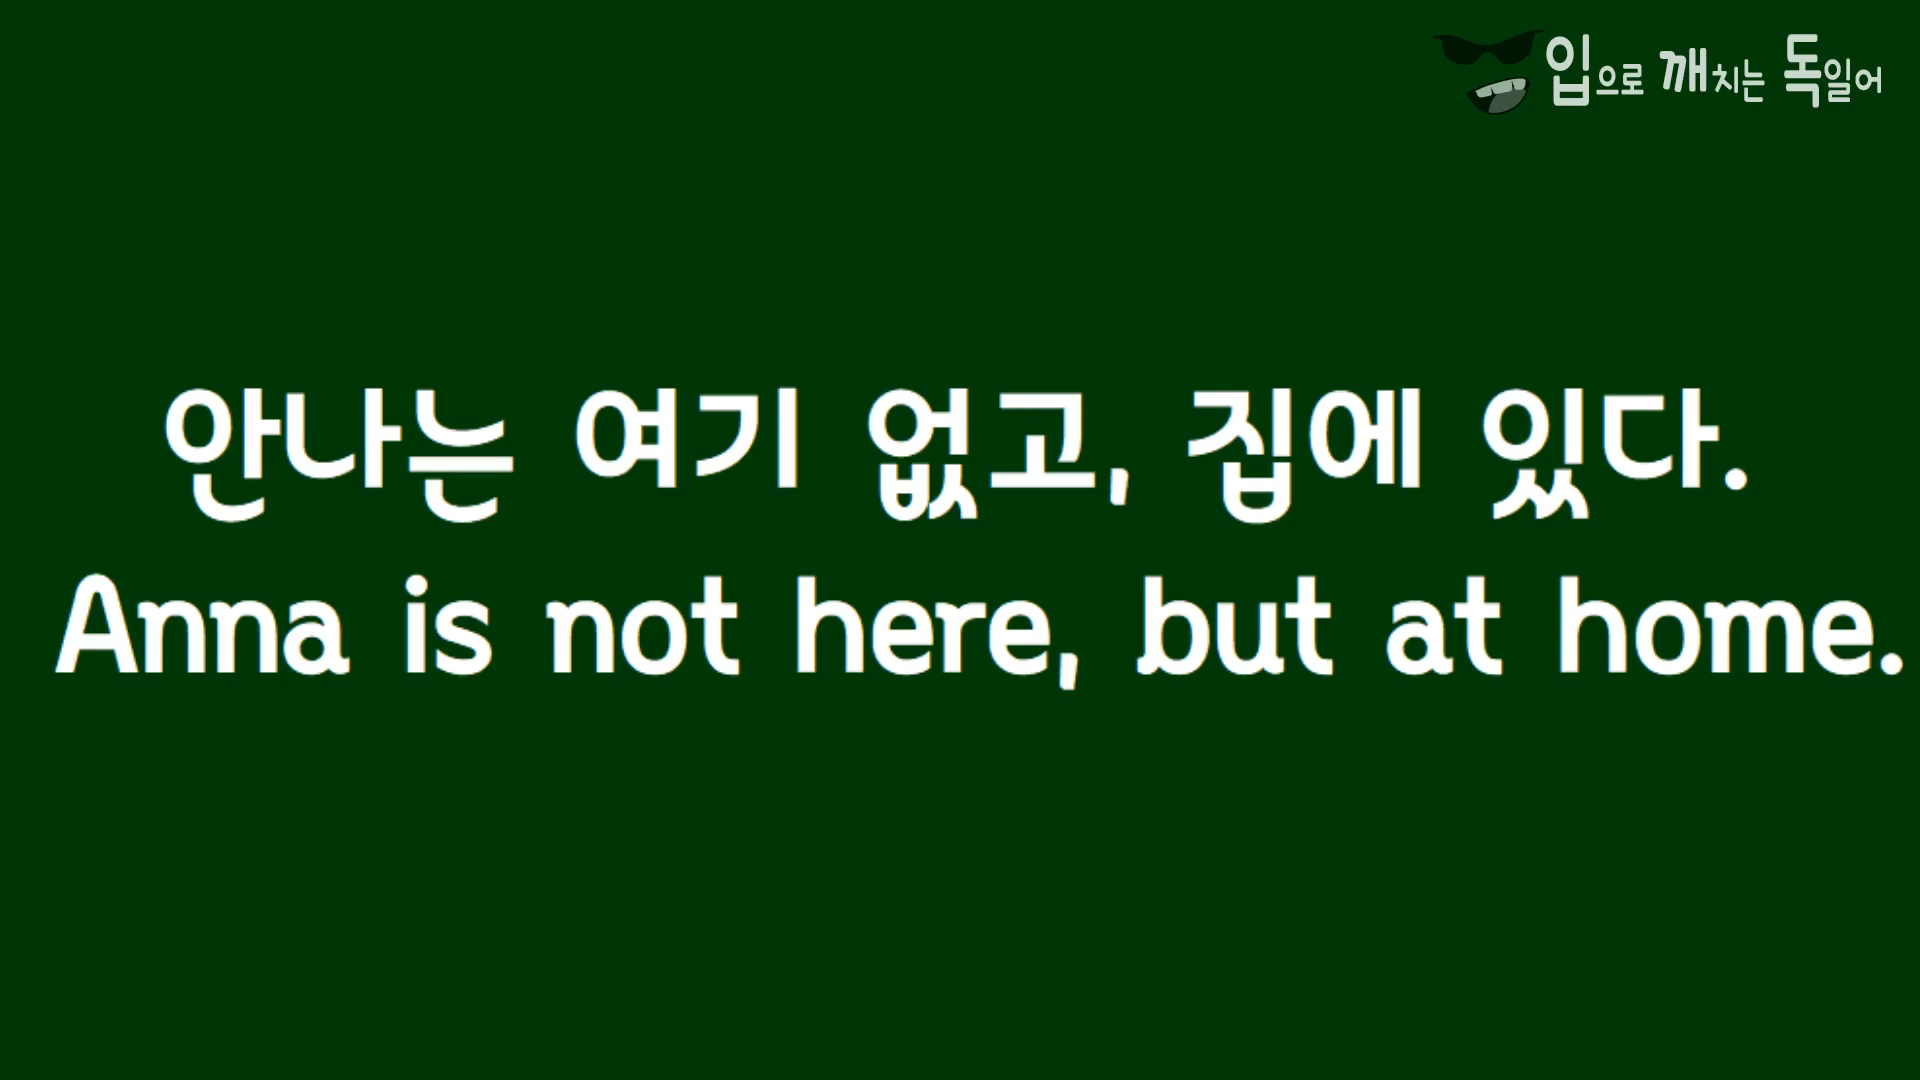 입으로 깨치는 독일어
안나는 여기 없고, 집에 있다.
Anna is not here, but at home.